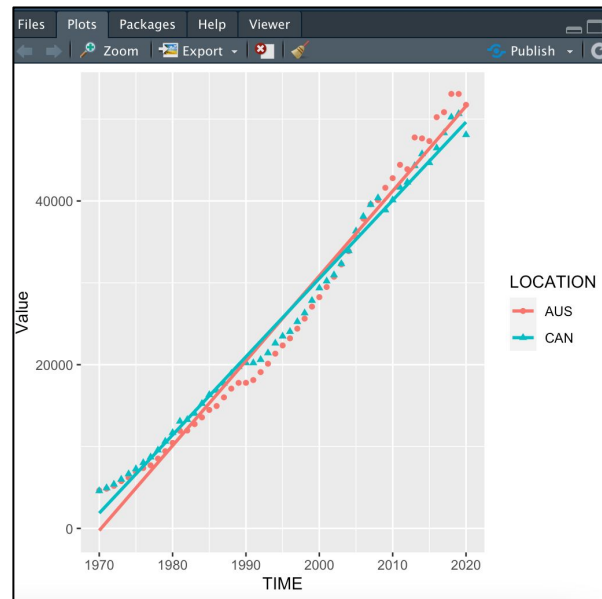 Files Plots Packages Help Viewer
Zoom Export Publish
40000
20000
0
Value
1970 1980 1990 2000 2010 2020
TIME
LOCATION
AUS
CAN